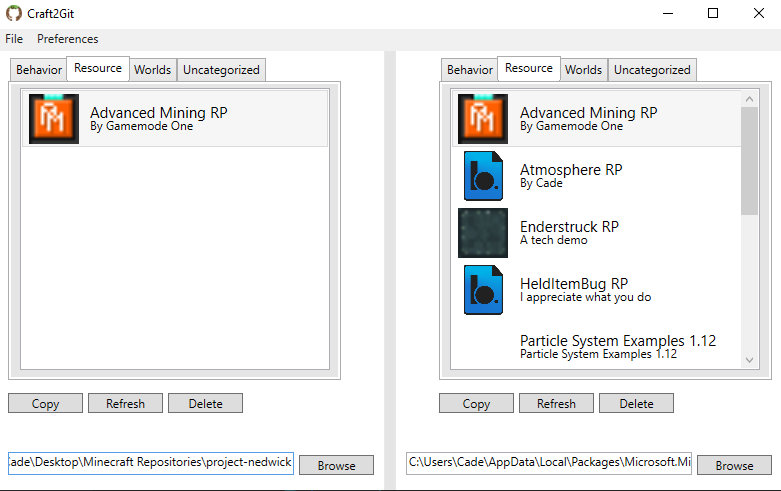 Craft2Git
File Preferences
Behavior Resource Worlds Uncategorized
Advanced Mining RP
By Gamemode One
Copy Refresh Delete
Cade\Desktop\Minecraft Repositories\project-nedwick
Browse
Behavior Resource Worlds Uncategorized
Advanced Mining RP
By Gamemode One
Atmosphere RP
By Cade
Enderstruck RP
A tech demo
HeldItemBug RP
I appreciate what you do
Particle System Examples 1.12
Particle System Examples 1.12
Copy Refresh Delete
C:\Users\Cade\AppData\Local\Packages\Microsoft.Mi
Browse